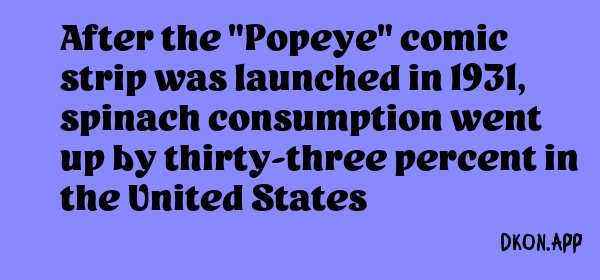 After the "Popeye" comic
strip was launched in 1931,
spinach consumption went
up by thirty-three percent in
the United States
DKON.APP